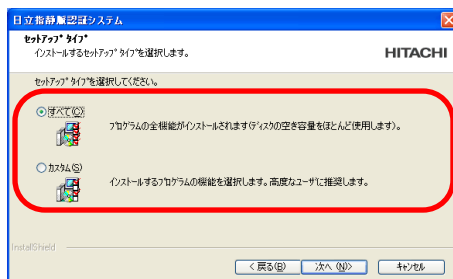 日立指静脈認証システム
セットアップ タイプ
インストールするセットアップ タイプを選択します。
HITACHI
セットアップ タイプを選択してください。
すべて(C)
プログラムの全機能がインストールされます(ディスクの空き容量をほとんど使用します)。
カスタム(S)
インストールするプログラムの機能を選択します。高度なユーザに推奨します。
InstallShield
< 戻る(B)
次へ (N)>
キャンセル